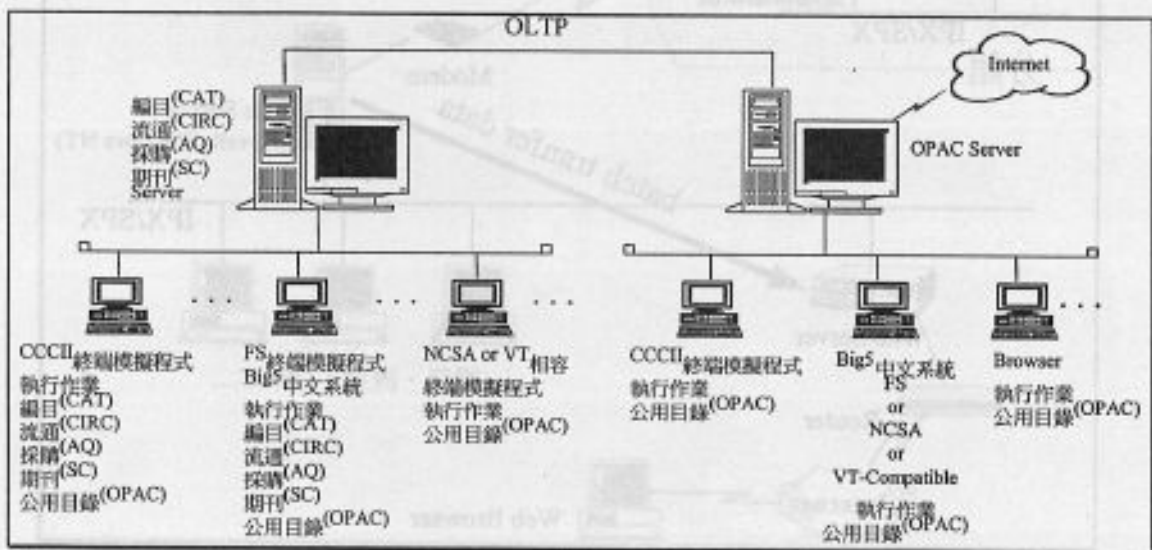 OLTP
Internet
編目(CAT)
流通(CIRC)
採購(AQ)
期刊(SC)
Server
OPAC Server
CCCII終端模擬程式
執行作業
編目(CAT)
流通(CIRC)
採購(AQ)
期刊(SC)
公用目錄(OPAC)
FS終端模擬程式
Big5中文系統
執行作業
編目(CAT)
流通(CIRC)
採購(AQ)
期刊(SC)
公用目錄(OPAC)
NCSA or VT相容
終端模擬程式
執行作業
公用目錄(OPAC)
CCCII終端模擬程式
執行作業
公用目錄(OPAC)
Big5中文系統
FS
or
NCSA
or
VT-Compatible
執行作業
公用目錄(OPAC)
Browser
執行作業
公用目錄(OPAC)
IPX/SPX
Modem
batch tranfer data
IPX/SPX
Router
Web Browser